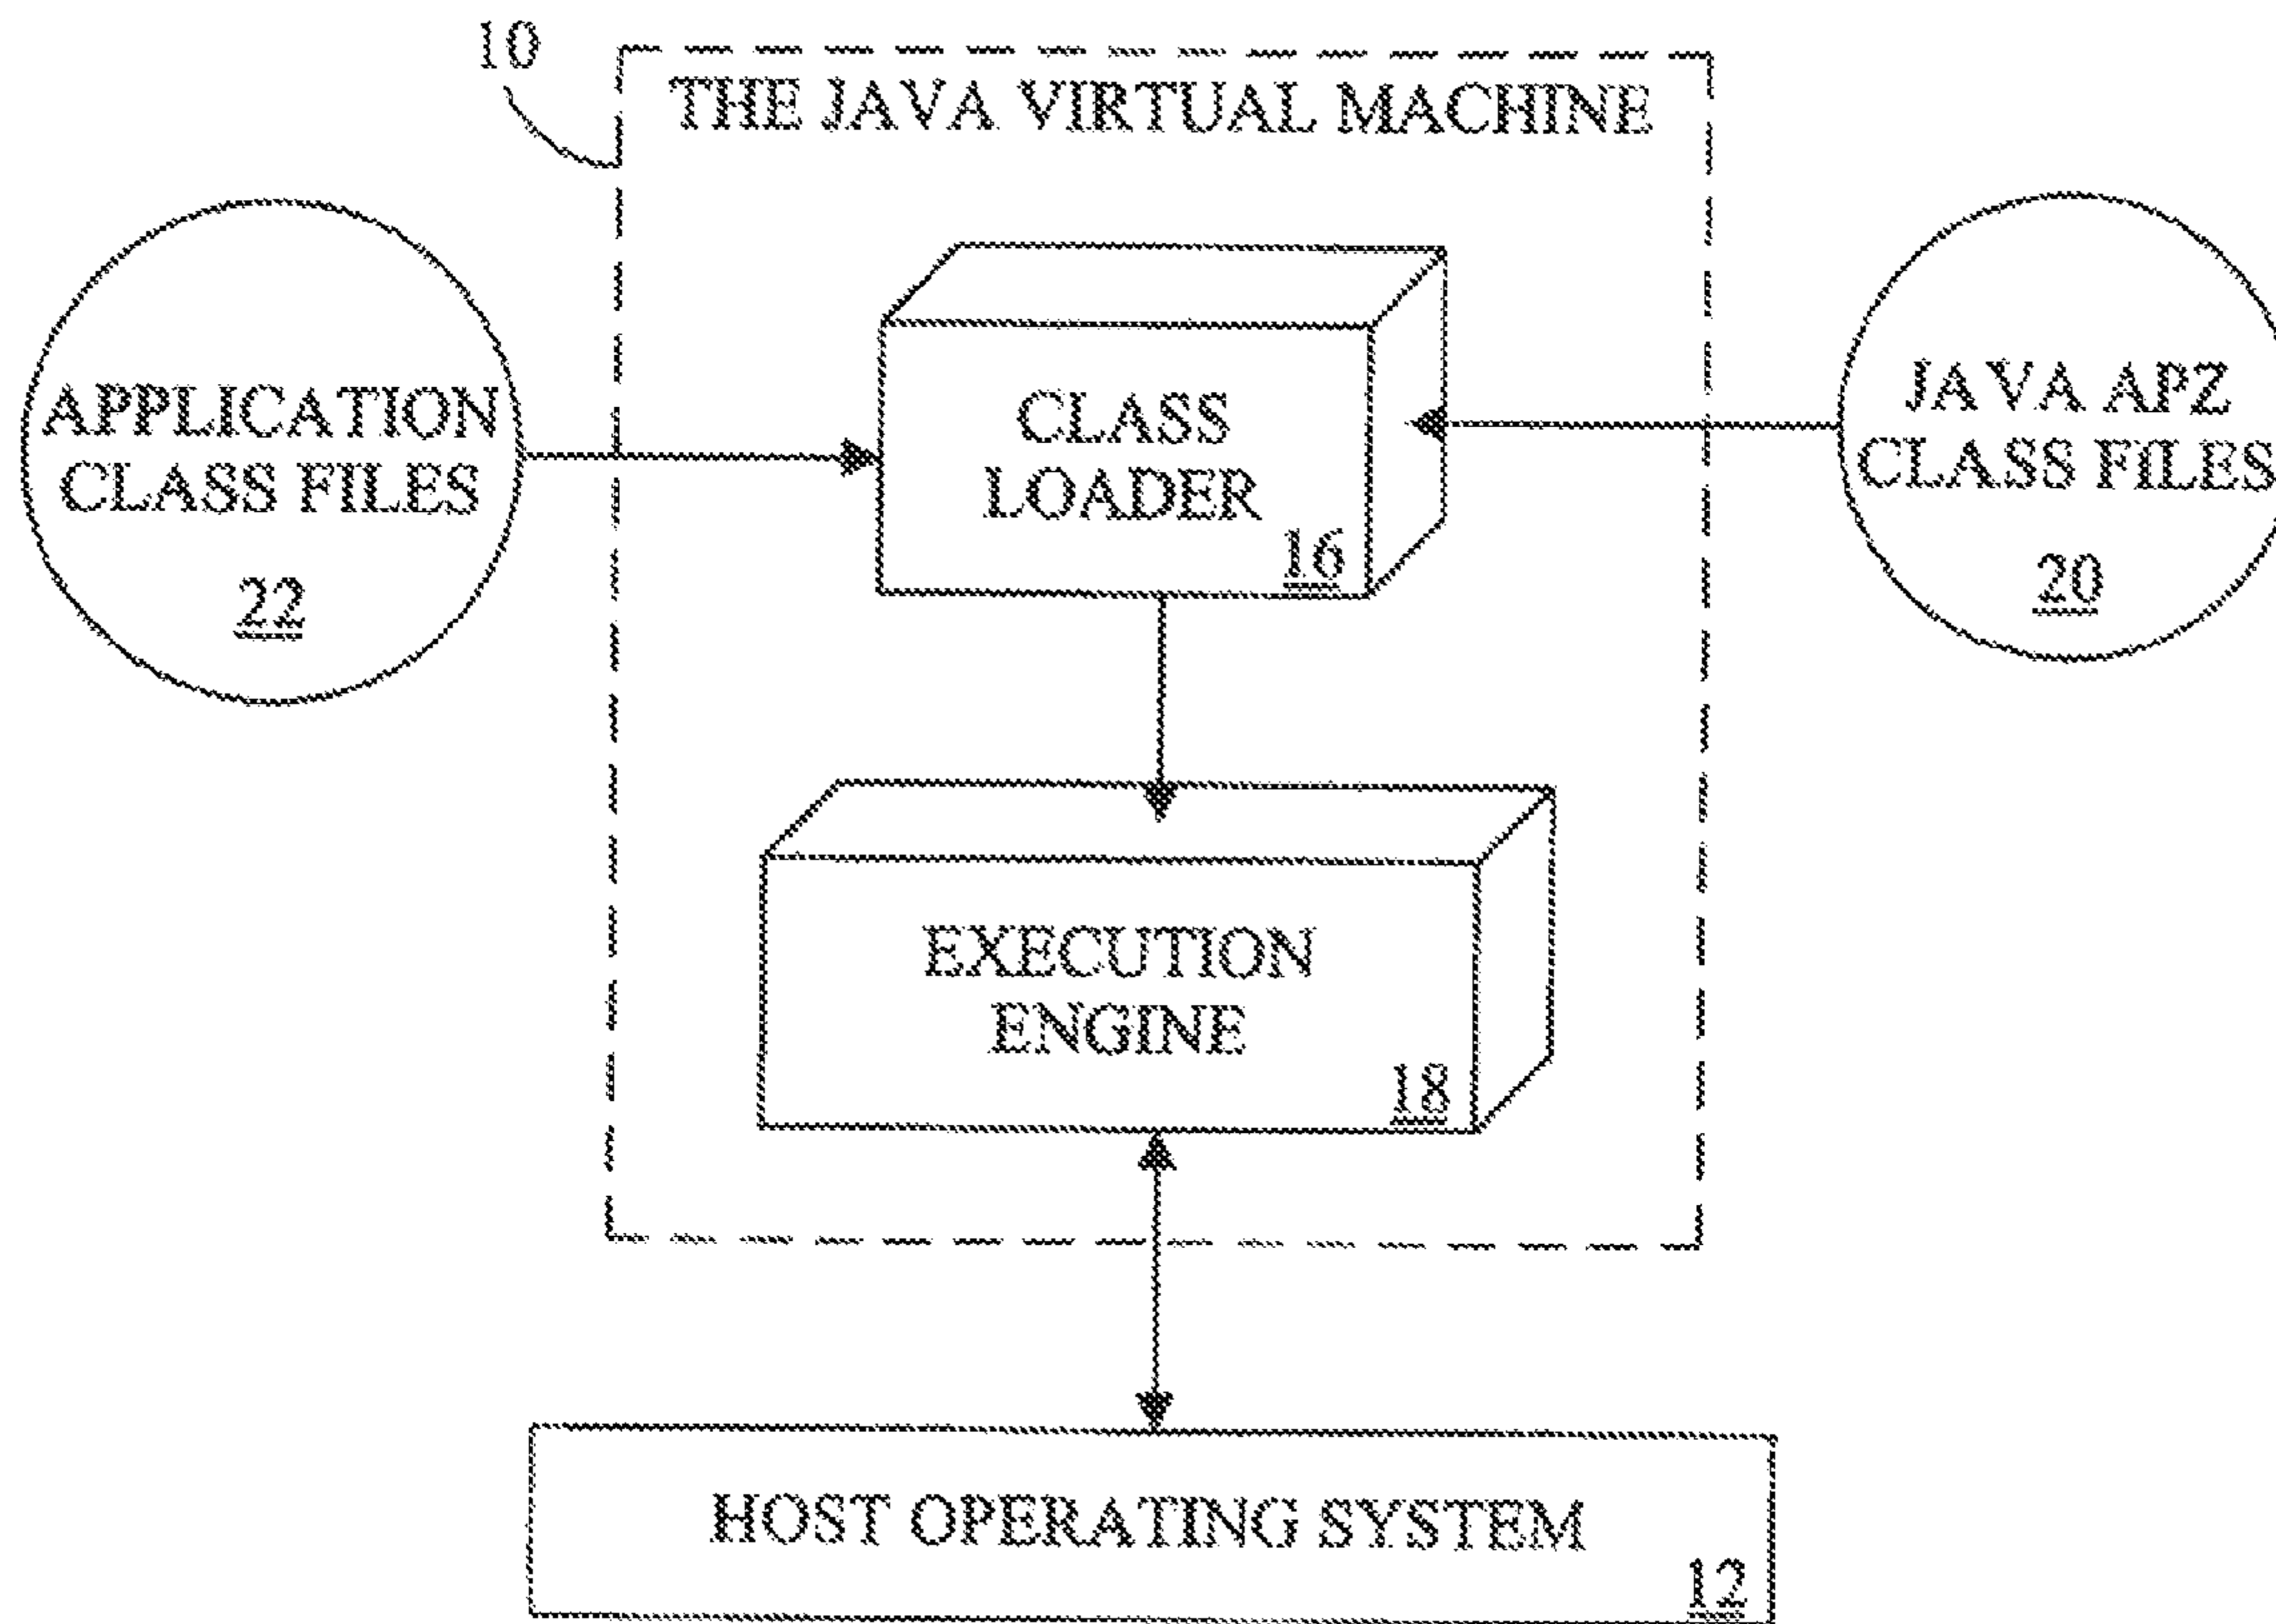 10
THE JAVA VIRTUAL MACHINE
APPLICATION
CLASS FILES
22
CLASS
LOADER
16
JAVA APZ
CLASS FILES
20
EXECUTION
ENGINE
18
HOST OPERATING SYSTEM
12